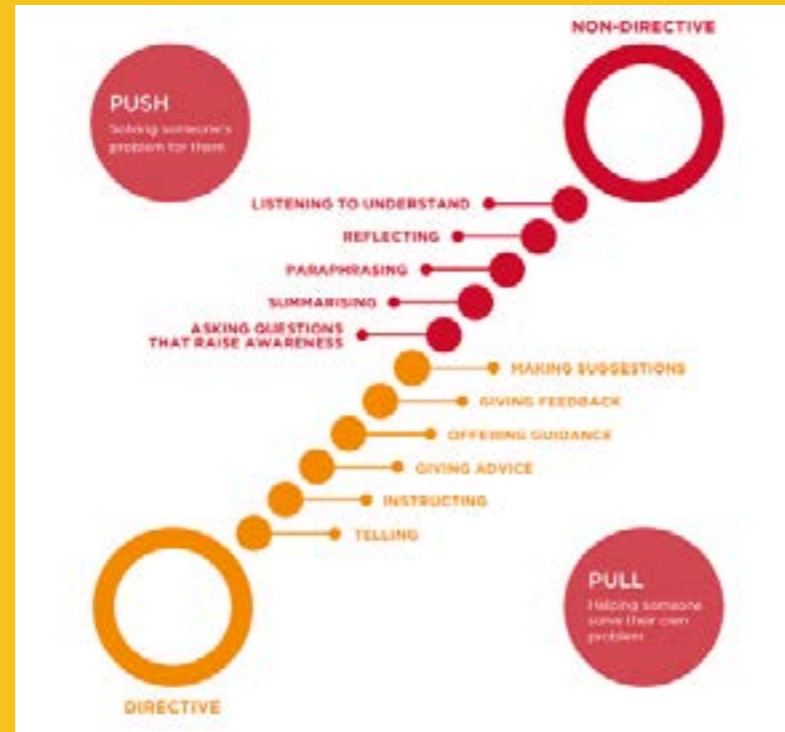 NON-DIRECTIVE
PUSH
Solving someone's
problem for them
LISTENING TO UNDERSTAND
REFLECTING
PARAPHRASING
SUMMARISING
ASKING QUESTIONS
THAT RAISE AWARENESS
MAKING SUGGESTIONS
GIVING FEEDBACK
OFFERING GUIDANCE
GIVING ADVICE
INSTRUCTING
TELLING
PULL
Helping someone
solve their own
problem
DIRECTIVE